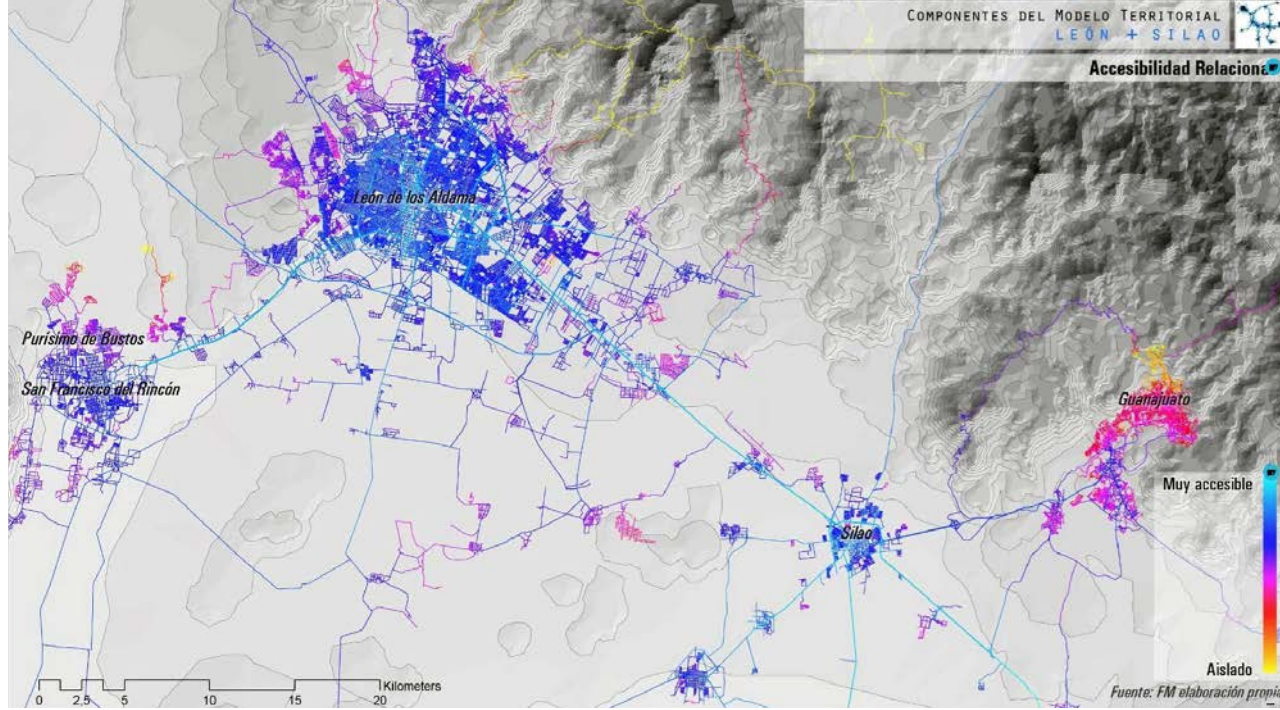 COMPONENTES DEL MODELO TERRITORIAL
LEÓN + SILAO
Accesibilidad Relacional
León de los Aldama
Purísimo de Bustos
San Francisco del Rincón
Guanajuato
Silao
Muy accesible
Aislado
Kilometers
0 2,5 5 10 15 20
Fuente: FM elaboración propia